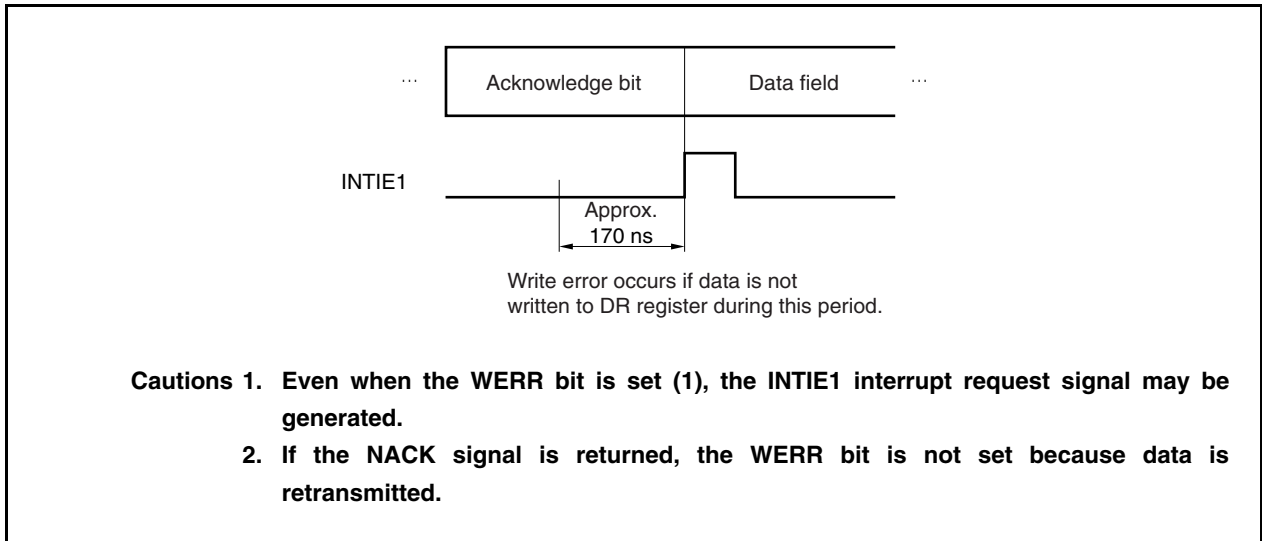 … Acknowledge bit Data field …
INTIE1
Approx.
170 ns
Write error occurs if data is not
written to DR register during this period.
Cautions 1. Even when the WERR bit is set (1), the INTIE1 interrupt request signal may be
generated.
2. If the NACK signal is returned, the WERR bit is not set because data is
retransmitted.